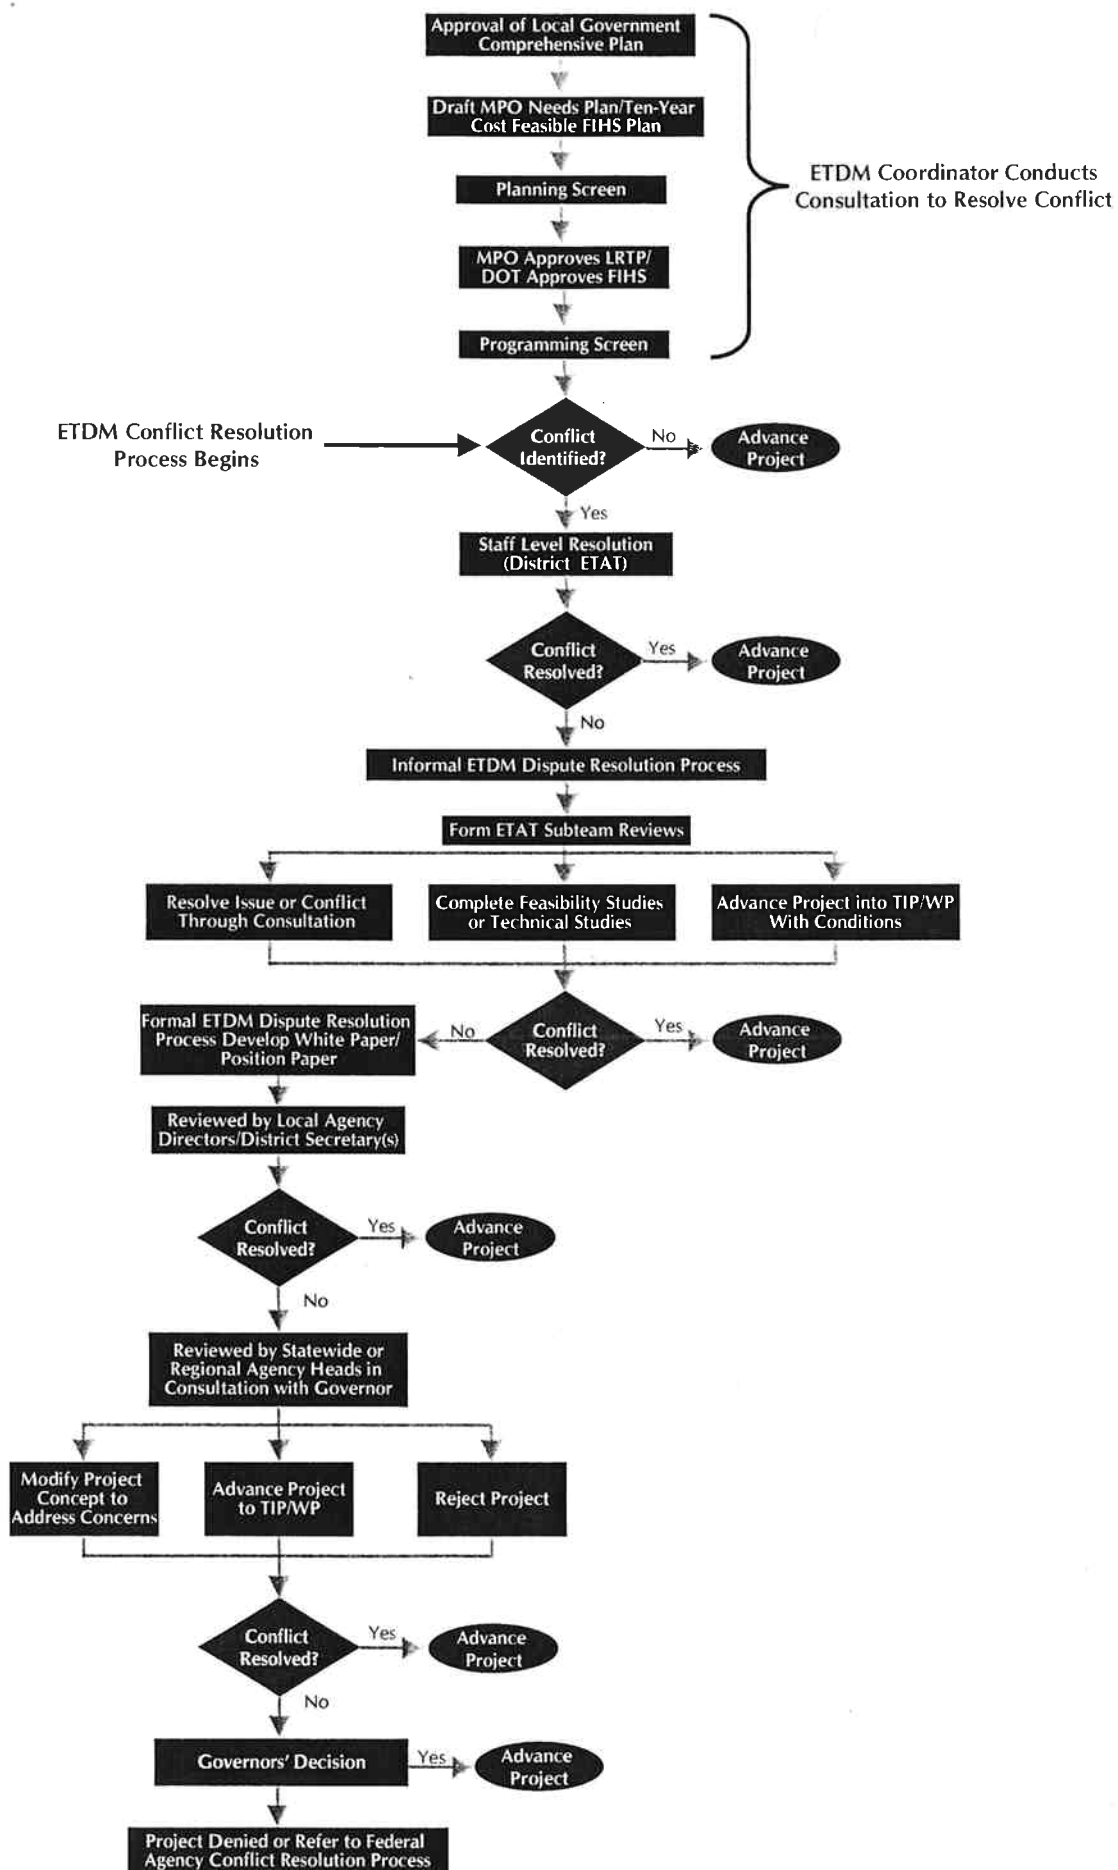 Approval of Local Government
Comprehensive Plan
Draft MPO Needs Plan/Ten-Year
Cost Feasible FIHS Plan
Planning Screen
MPO Approves LRTP/
DOT Approves FIHS
Programming Screen
ETDM Coordinator Conducts
Consultation to Resolve Conflict
ETDM Conflict Resolution
Process Begins
Conflict
Identified?
No
Advance
Project
Yes
Staff Level Resolution
(District ETAT)
Conflict
Resolved?
Yes
Advance
Project
No
Informal ETDM Dispute Resolution Process
Form ETAT Subteam Reviews
Resolve Issue or Conflict
Through Consultation
Complete Feasibility Studies
or Technical Studies
Advance Project into TIP/WP
With Conditions
Formal ETDM Dispute Resolution
Process Develop White Paper/
Position Paper
No
Conflict
Resolved?
Yes
Advance
Project
Reviewed by Local Agency
Directors/District Secretary(s)
Conflict
Resolved?
Yes
Advance
Project
No
Reviewed by Statewide or
Regional Agency Heads in
Consultation with Governor
Modify Project
Concept to
Address Concerns
Advance Project
to TIP/WP
Reject Project
Conflict
Resolved?
Yes
Advance
Project
No
Governors' Decision
Yes
Advance
Project
Project Denied or Refer to Federal
Agency Conflict Resolution Process